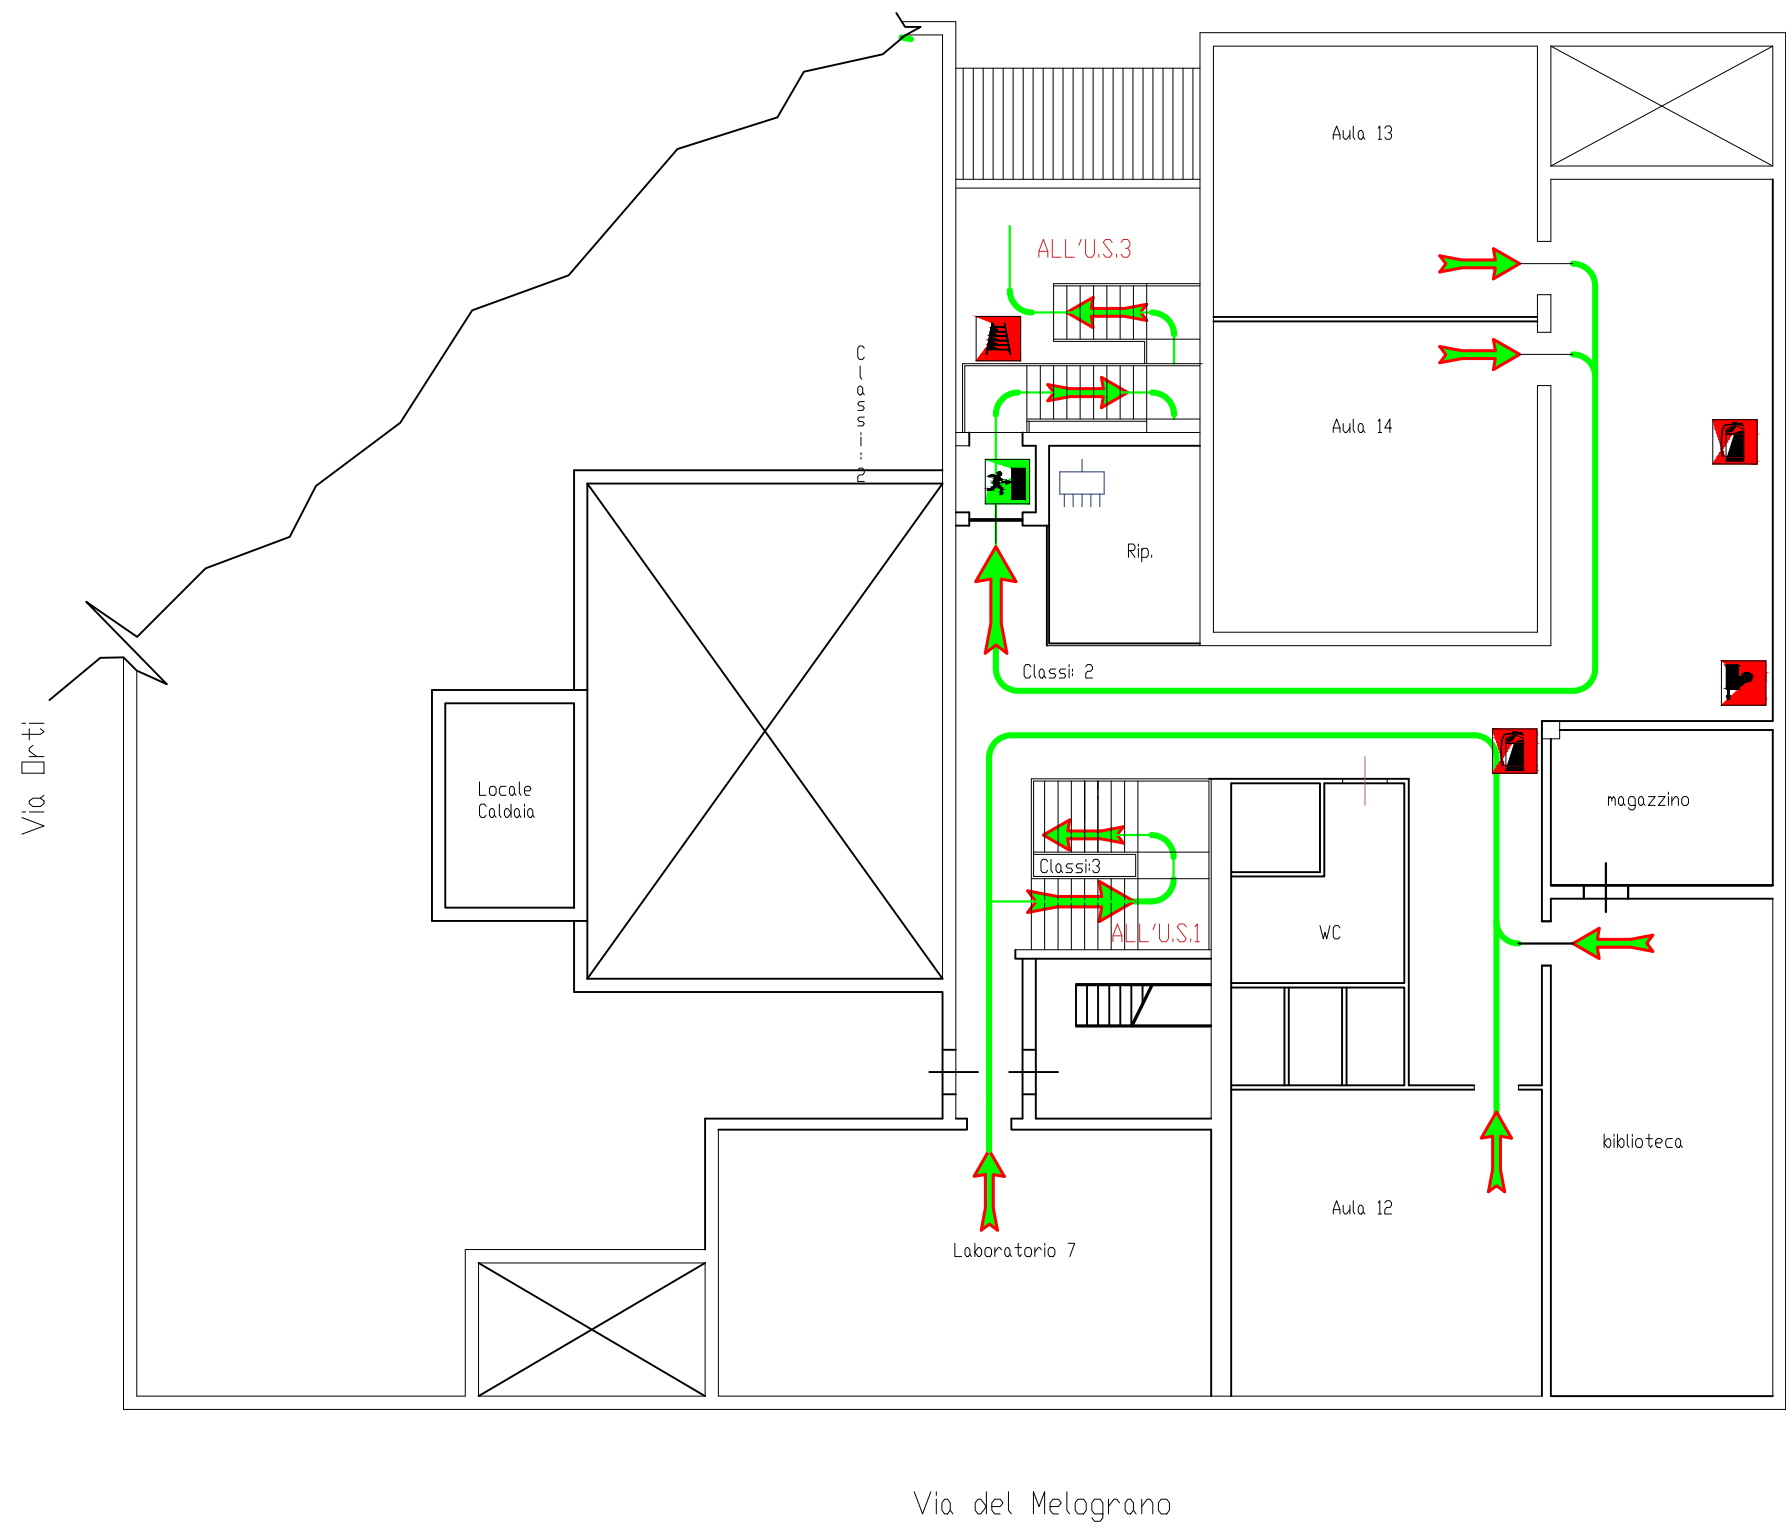 Aula 13
ALL'U.S.3
Classi:2
Aula 14
Rip.
Classi: 2
Via Orti
Locale
Caldaia
magazzino
Classi:3
ALL'U.S.1
WC
biblioteca
Aula 12
Laboratorio 7
Via del Melograno